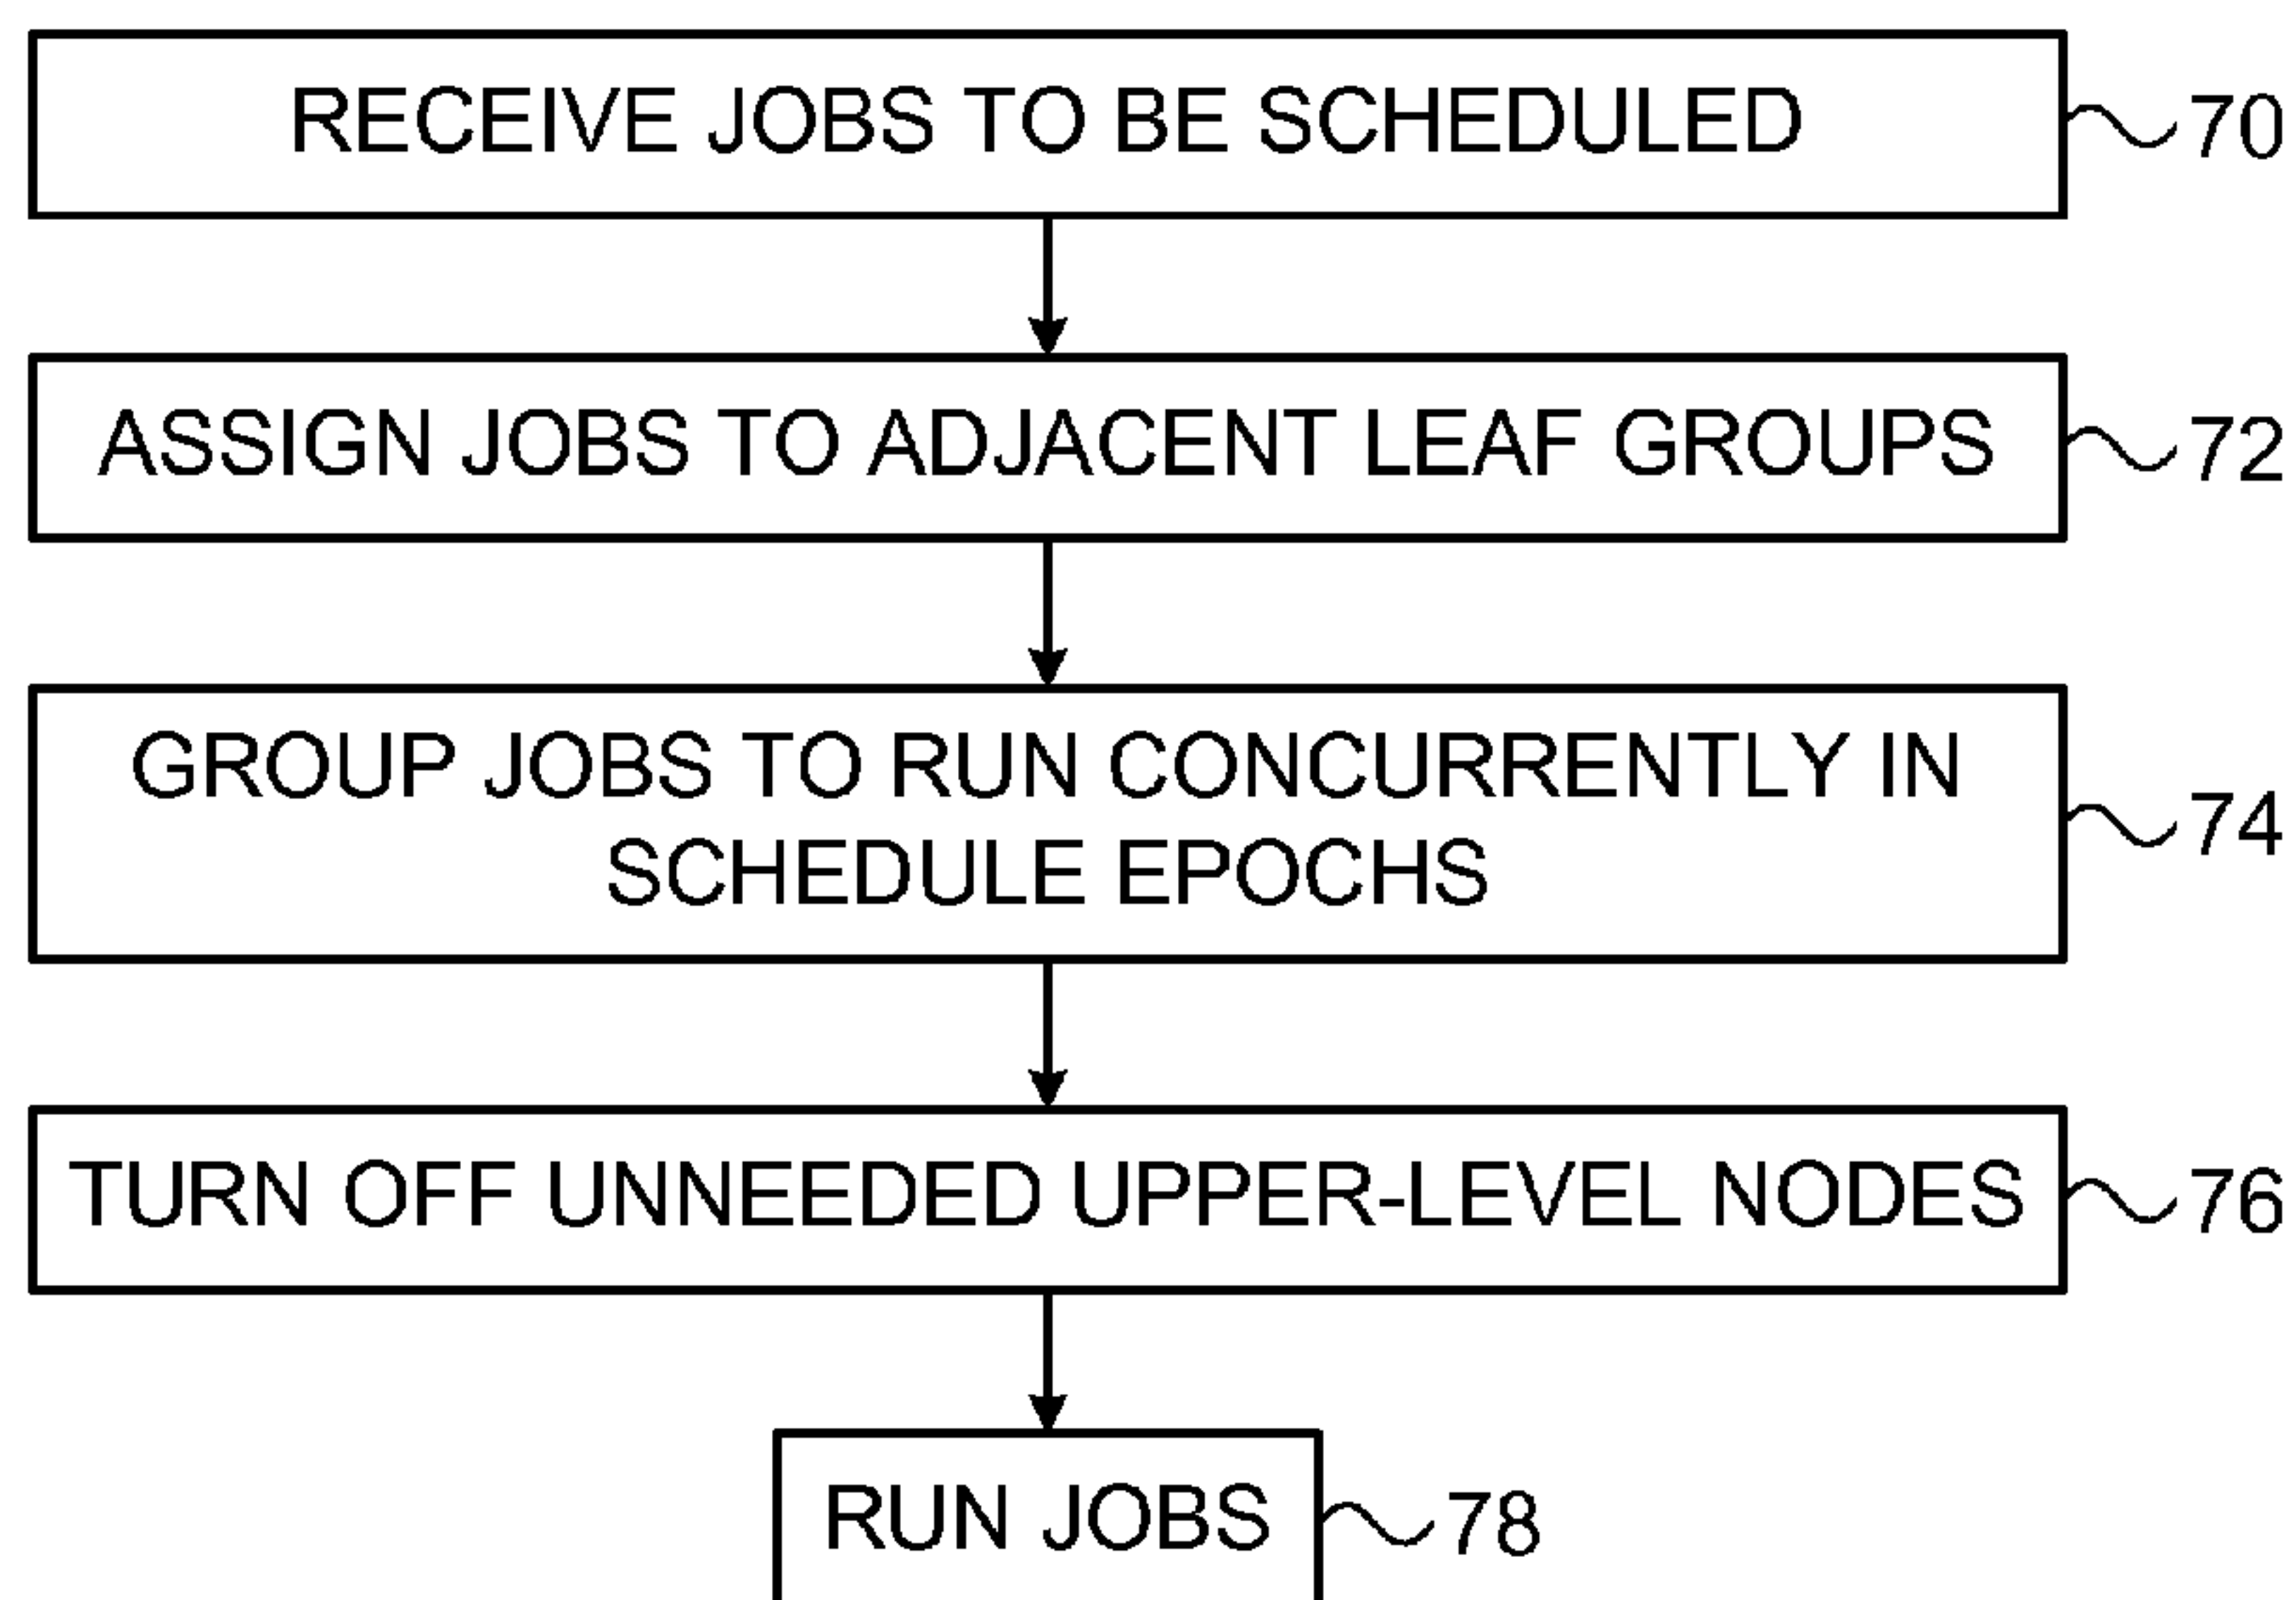 RECEIVE JOBS TO BE SCHEDULED
70
ASSIGN JOBS TO ADJACENT LEAF GROUPS
72
GROUP JOBS TO RUN CONCURRENTLY IN
SCHEDULE EPOCHS
74
TURN OFF UNNEEDED UPPER-LEVEL NODES
76
RUN JOBS
78